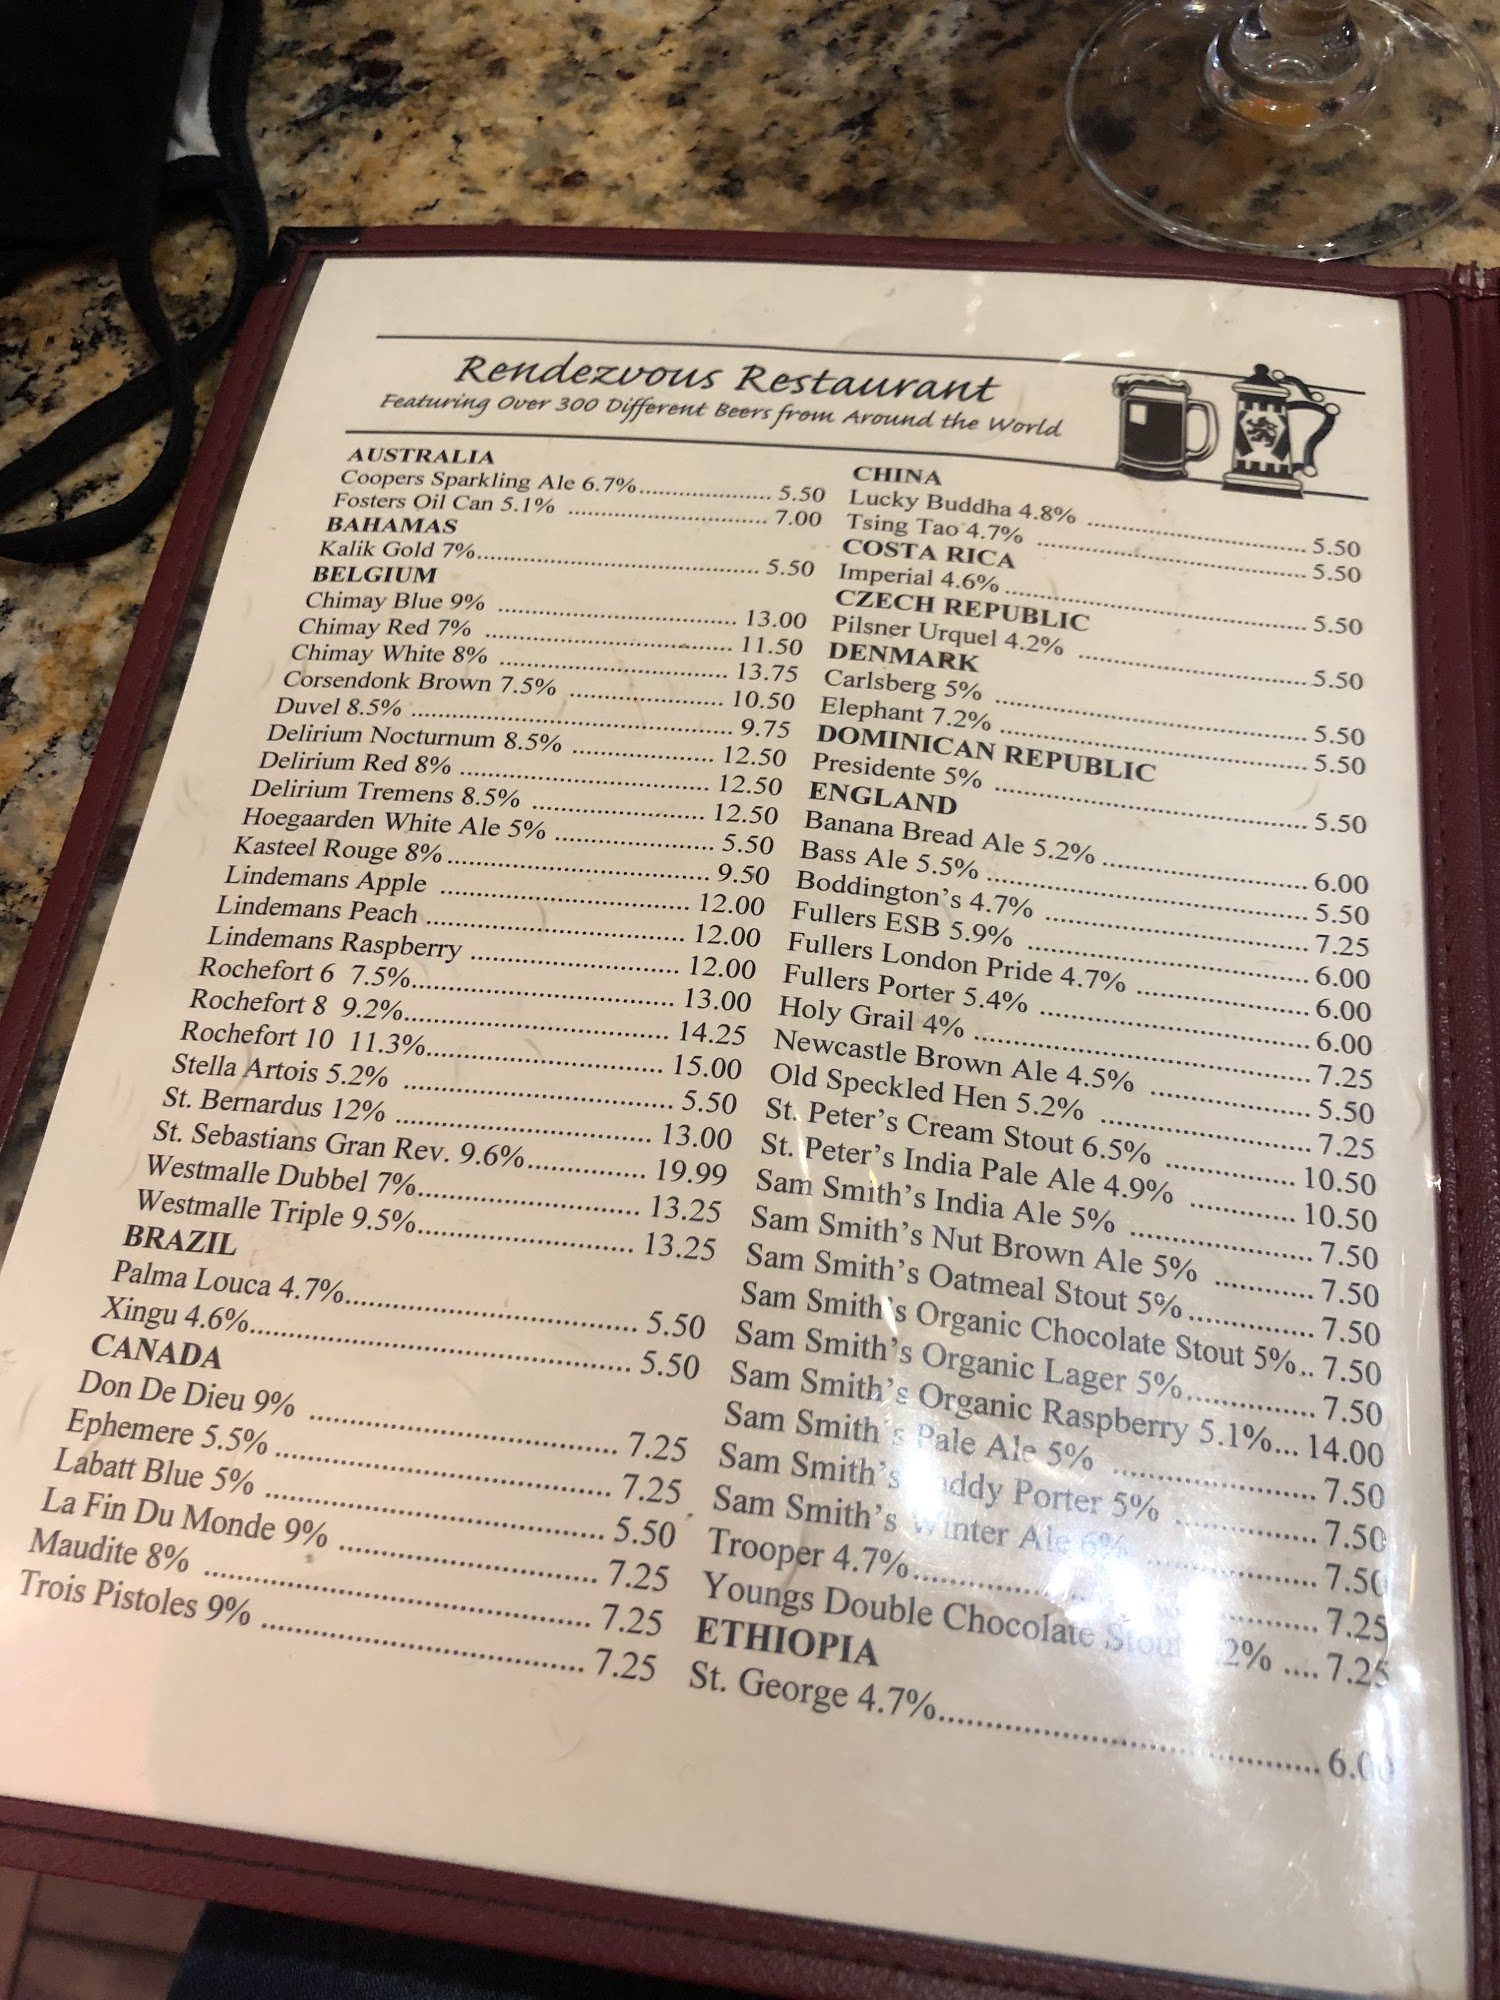 Rendezvous Restaurant
Featuring Over 300 Different Beers from Around the World
AUSTRALIA
Coopers Sparkling Ale 6.7%..................... 5.50
Fosters Oil Can 5.1% ............................... 7.00
BAHAMAS
Kalik Gold 7%............................................. 5.50
BELGIUM
Chimay Blue 9% ...................................... 13.00
Chimay Red 7% ....................................... 11.50
Chimay White 8% .................................... 13.75
Corsendonk Brown 7.5% ........................ 10.50
Duvel 8.5% .................................................. 9.75
Delirium Nocturnum 8.5% ...................... 12.50
Delirium Red 8% ....................................... 12.50
Delirium Tremens 8.5% ........................... 12.50
Hoegaarden White Ale 5% ........................ 5.50
Kasteel Rouge 8%........................................ 9.50
Lindemans Apple ...................................... 12.00
Lindemans Peach ...................................... 12.00
Lindemans Raspberry ............................... 12.00
Rochefort 6 7.5%....................................... 13.00
Rochefort 8 9.2%....................................... 14.25
Rochefort 10 11.3%................................... 15.00
Stella Artois 5.2% ....................................... 5.50
St. Bernardus 12% .................................... 13.00
St. Sebastians Gran Rev. 9.6%................. 19.99
Westmalle Dubbel 7%............................... 13.25
Westmalle Triple 9.5%.............................. 13.25
BRAZIL
Palma Louca 4.7%....................................... 5.50
Xingu 4.6%................................................... 5.50
CANADA
Don De Dieu 9% ......................................... 7.25
Ephemere 5.5% ........................................... 7.25
Labatt Blue 5% ............................................ 5.50
La Fin Du Monde 9% ................................. 7.25
Maudite 8% .................................................. 7.25
Trois Pistoles 9% ......................................... 7.25
CHINA
Lucky Buddha 4.8% ................................... 5.50
Tsing Tao 4.7% ........................................... 5.50
COSTA RICA
Imperial 4.6% .............................................. 5.50
CZECH REPUBLIC
Pilsner Urquel 4.2% .................................... 5.50
DENMARK
Carlsberg 5% ............................................... 5.50
Elephant 7.2% .............................................. 5.50
DOMINICAN REPUBLIC
Presidente 5% .............................................. 5.50
ENGLAND
Banana Bread Ale 5.2% .............................. 6.00
Bass Ale 5.5% .............................................. 5.50
Boddington's 4.7% ...................................... 7.25
Fullers ESB 5.9% ........................................ 6.00
Fullers London Pride 4.7% ......................... 6.00
Fullers Porter 5.4% ...................................... 6.00
Holy Grail 4% .............................................. 7.25
Newcastle Brown Ale 4.5% ....................... 5.50
Old Speckled Hen 5.2% ............................. 7.25
St. Peter's Cream Stout 6.5% ................... 10.50
St. Peter's India Pale Ale 4.9% ................ 10.50
Sam Smith's India Ale 5% ......................... 7.50
Sam Smith's Nut Brown Ale 5% ............... 7.50
Sam Smith's Oatmeal Stout 5%................. 7.50
Sam Smith's Organic Chocolate Stout 5%.. 7.50
Sam Smith's Organic Lager 5%................. 7.50
Sam Smith's Organic Raspberry 5.1%... 14.00
Sam Smith's Pale Ale 5% .......................... 7.50
Sam Smith's Porter 5% .................. 7.50
Sam Smith's Winter Ale 6% ...................... 7.50
Trooper 4.7%............................................... 7.25
Youngs Double Chocolate Stout .... 7.25
ETHIOPIA
St. George 4.7%........................................... 6.00